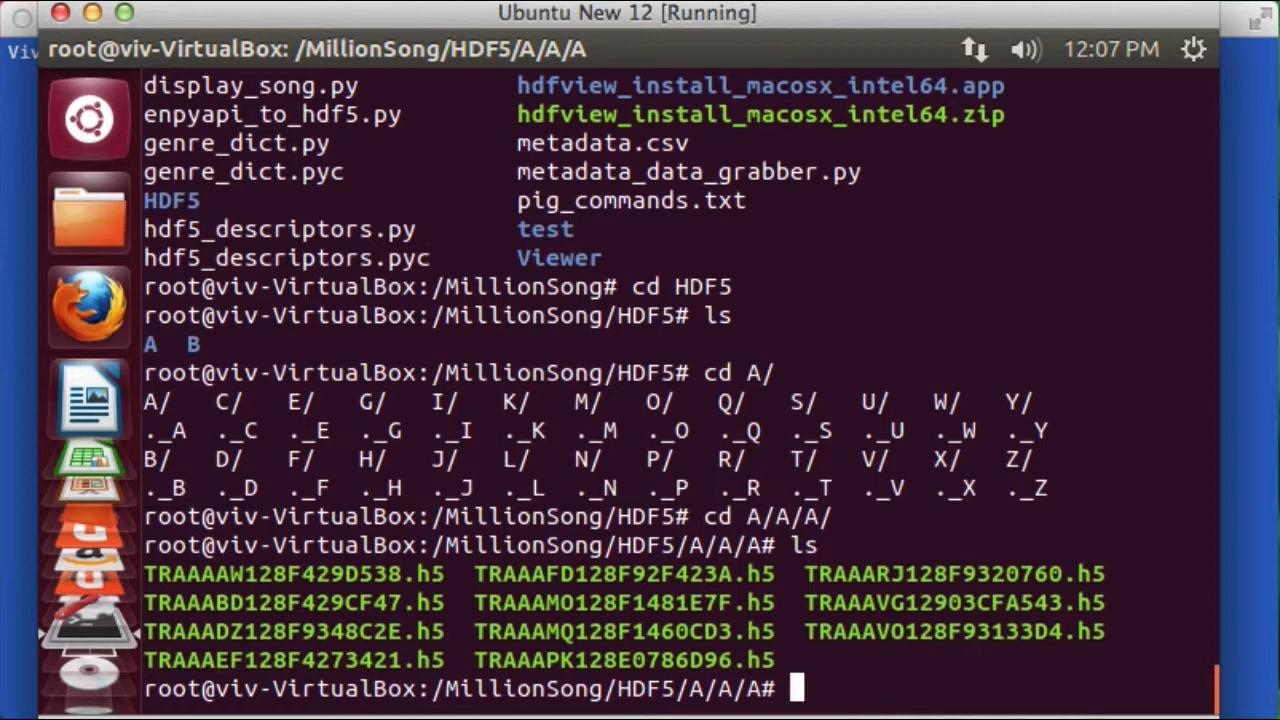 Ubuntu New 12 [Running]
Viv
root@viv-VirtualBox: /MillionSong/HDF5/A/A/A 12:07 PM
display_song.py hdfview_install_macosx_intel64.app
enpyapi_to_hdf5.py hdfview_install_macosx_intel64.zip
genre_dict.py metadata.csv
genre_dict.pyc metadata_data_grabber.py
HDF5 pig_commands.txt
hdf5_descriptors.py test
hdf5_descriptors.pyc Viewer
root@viv-VirtualBox:/MillionSong# cd HDF5
root@viv-VirtualBox:/MillionSong/HDF5# ls
A B
root@viv-VirtualBox:/MillionSong/HDF5# cd A/
A/ C/ E/ G/ I/ K/ M/ O/ Q/ S/ U/ W/ Y/
._A ._C ._E ._G ._I ._K ._M ._O ._Q ._S ._U ._W ._Y
B/ D/ F/ H/ J/ L/ N/ P/ R/ T/ V/ X/ Z/
._B ._D ._F ._H ._J ._L ._N ._P ._R ._T ._V ._X ._Z
root@viv-VirtualBox:/MillionSong/HDF5# cd A/A/A/
root@viv-VirtualBox:/MillionSong/HDF5/A/A/A# ls
TRAAAAW128F429D538.h5 TRAAAFD128F92F423A.h5 TRAAARJ128F9320760.h5
TRAAABD128F429CF47.h5 TRAAAMO128F1481E7F.h5 TRAAAVG12903CFA543.h5
TRAAADZ128F9348C2E.h5 TRAAAMQ128F1460CD3.h5 TRAAAVO128F93133D4.h5
TRAAAEF128F4273421.h5 TRAAAPK128E0786D96.h5
root@viv-VirtualBox:/MillionSong/HDF5/A/A/A#